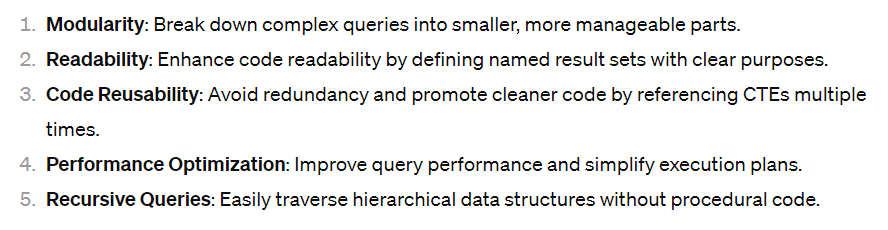 1. Modularity: Break down complex queries into smaller, more manageable parts.
2. Readability: Enhance code readability by defining named result sets with clear purposes.
3. Code Reusability: Avoid redundancy and promote cleaner code by referencing CTEs multiple
times.
4. Performance Optimization: Improve query performance and simplify execution plans.
5. Recursive Queries: Easily traverse hierarchical data structures without procedural code.